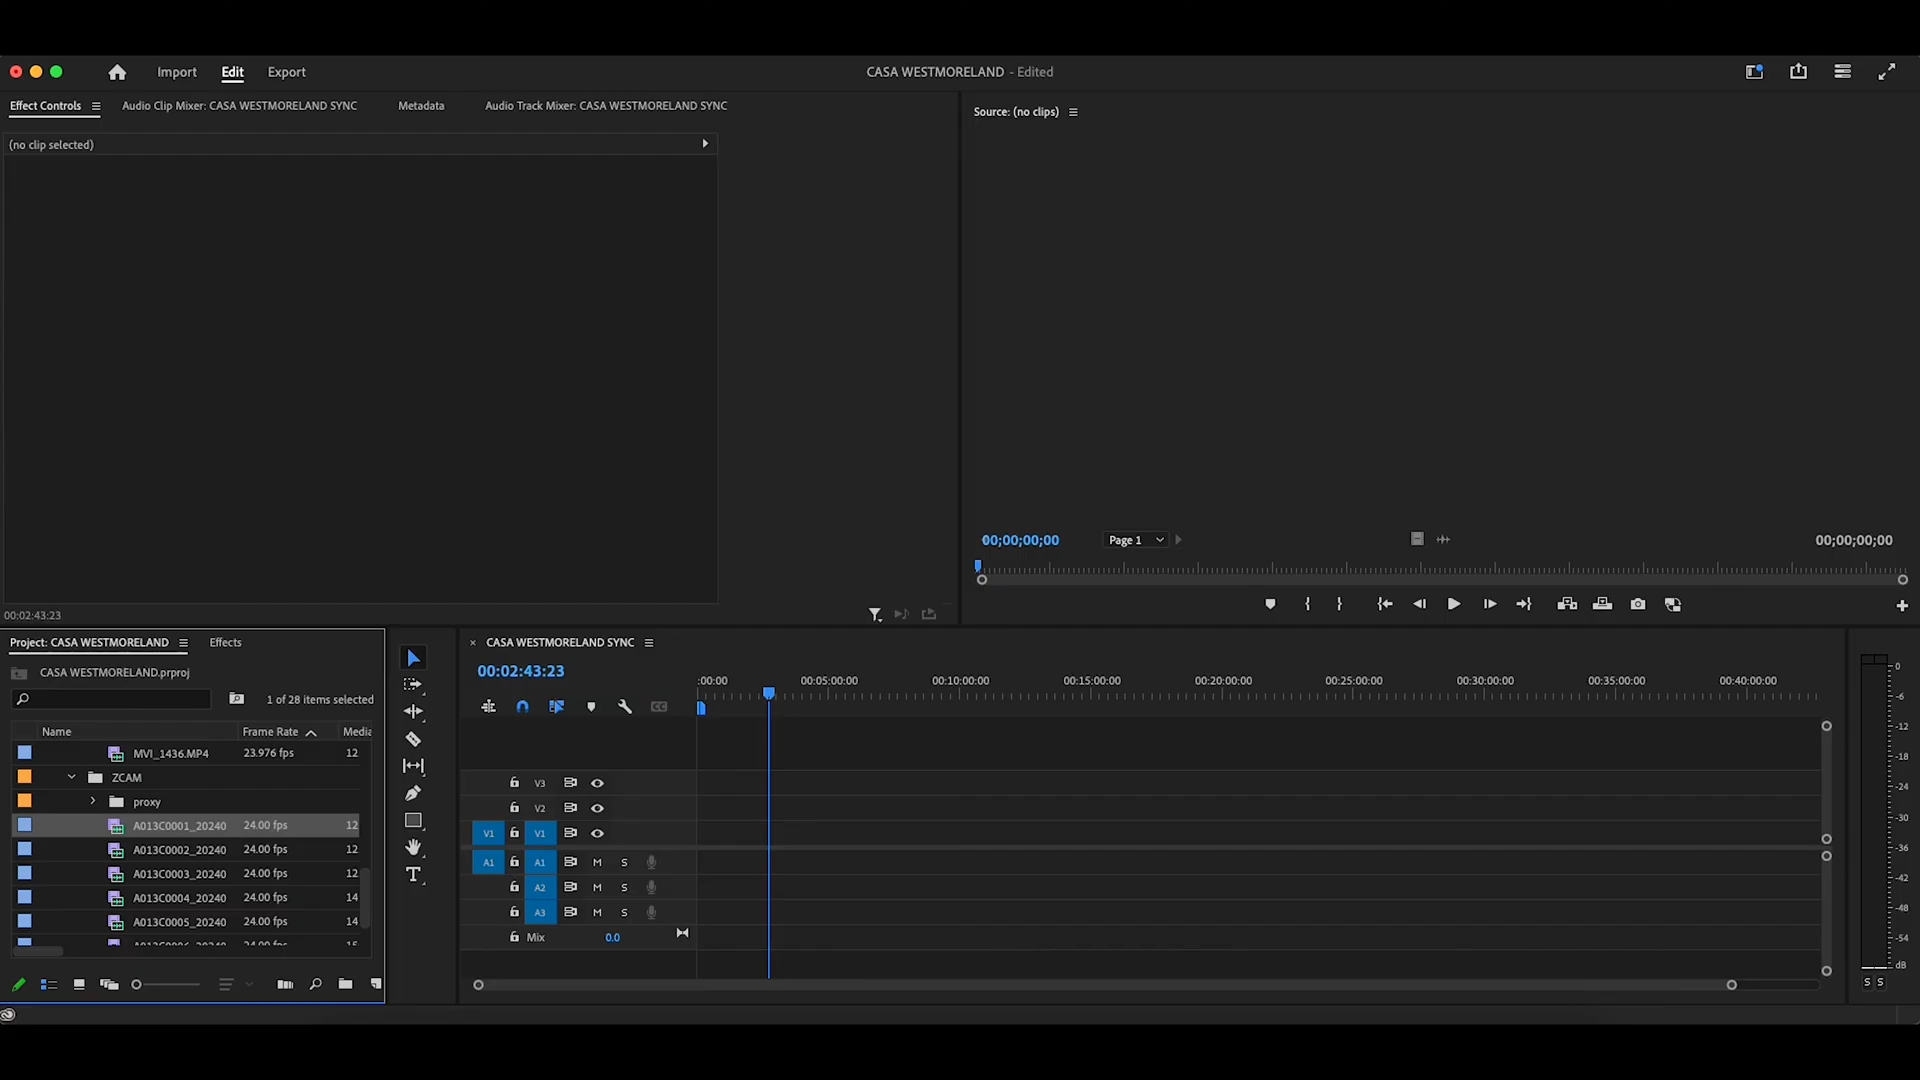 Import Edit Export CASA WESTMORELAND - Edited
Effect Controls Audio Clip Mixer: CASA WESTMORELAND SYNC Metadata Audio Track Mixer: CASA WESTMORELAND SYNC
Source: (no clips)
(no clip selected)
00;00;00;00 Page 1 00;00;00;00
00:02:43:23
Project: CASA WESTMORELAND Effects
CASA WESTMORELAND.prproj
1 of 28 items selected
Name Frame Rate Media
MVI_1436.MP4 23.976 fps 12
ZCAM
proxy
A013C0001_20240 24.00 fps 12
A013C0002_20240 24.00 fps 12
A013C0003_20240 24.00 fps 12
A013C0004_20240 24.00 fps 14
A013C0005_20240 24.00 fps 14
CASA WESTMORELAND SYNC
00:02:43:23
:00:00 00:05:00:00 00:10:00:00 00:15:00:00 00:20:00:00 00:25:00:00 00:30:00:00 00:35:00:00 00:40:00:00
CC
V3
V2
V1 V1
A1 A1 M S
A2 M S
A3 M S
Mix 0.0
T
0
-6
-12
-18
-24
-30
-36
-42
-48
-54
dB
S S